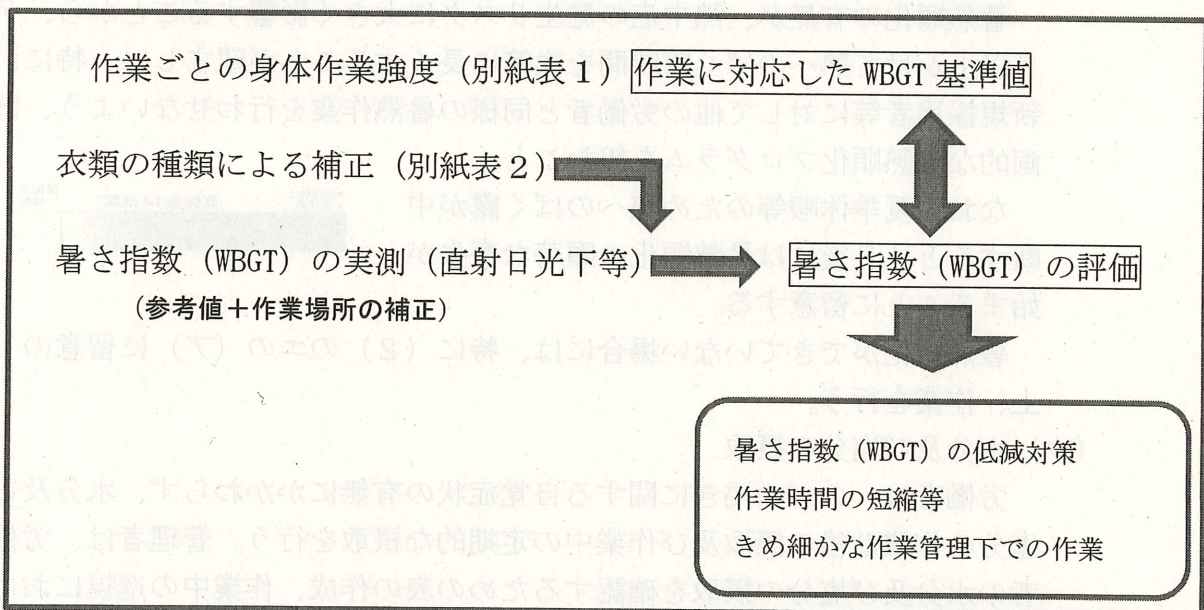 作業ごとの身体作業強度（別紙表１）作業に対応した WBGT 基準値
衣類の種類による補正（別紙表２）
暑さ指数（WBGT）の実測（直射日光下等）
暑さ指数（WBGT）の評価
（参考値＋作業場所の補正）
暑さ指数（WBGT）の低減対策
作業時間の短縮等
きめ細かな作業管理下での作業